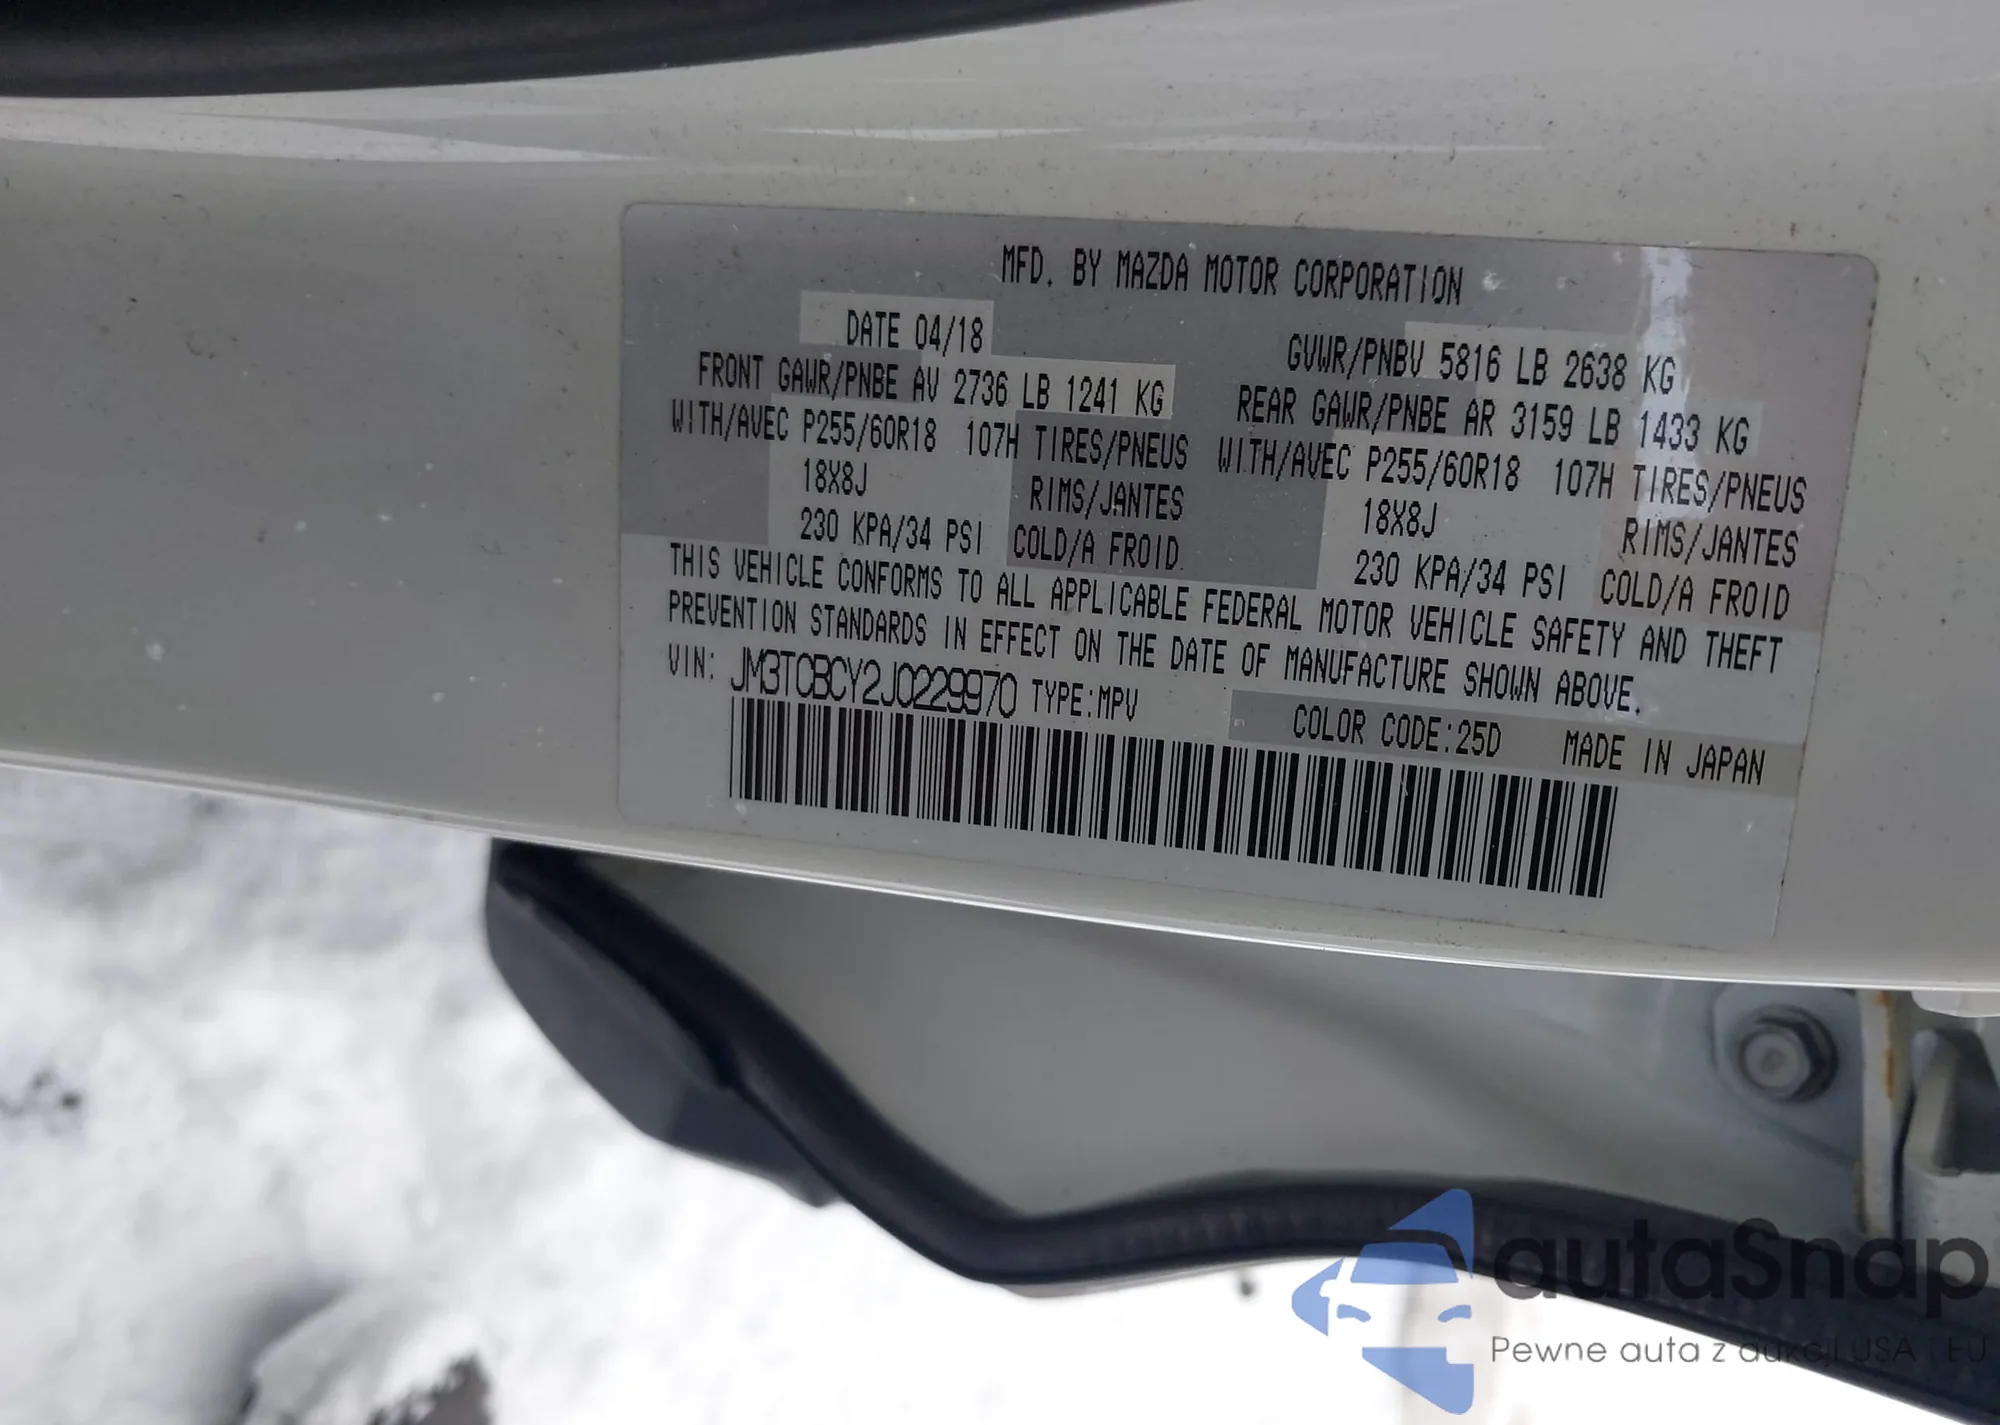 MFD. BY MAZDA MOTOR CORPORATION
DATE 04/18 GVWR/PNBV 5816 LB 2638 KG
FRONT GAWR/PNBE AV 2736 LB 1241 KG REAR GAWR/PNBE AR 3159 LB 1433 KG
WITH/AVEC P255/60R18 107H TIRES/PNEUS WITH/AVEC P255/60R18 107H TIRES/PNEUS
18X8J RIMS/JANTES 18X8J RIMS/JANTES
230 KPA/34 PSI COLD/A FROID 230 KPA/34 PSI COLD/A FROID
THIS VEHICLE CONFORMS TO ALL APPLICABLE FEDERAL MOTOR VEHICLE SAFETY AND THEFT
PREVENTION STANDARDS IN EFFECT ON THE DATE OF MANUFACTURE SHOWN ABOVE.
VIN: JM3TCBCY2J0229970 TYPE:MPV COLOR CODE:25D MADE IN JAPAN
autaSnap
Pewne auta z aukcji USA i EU